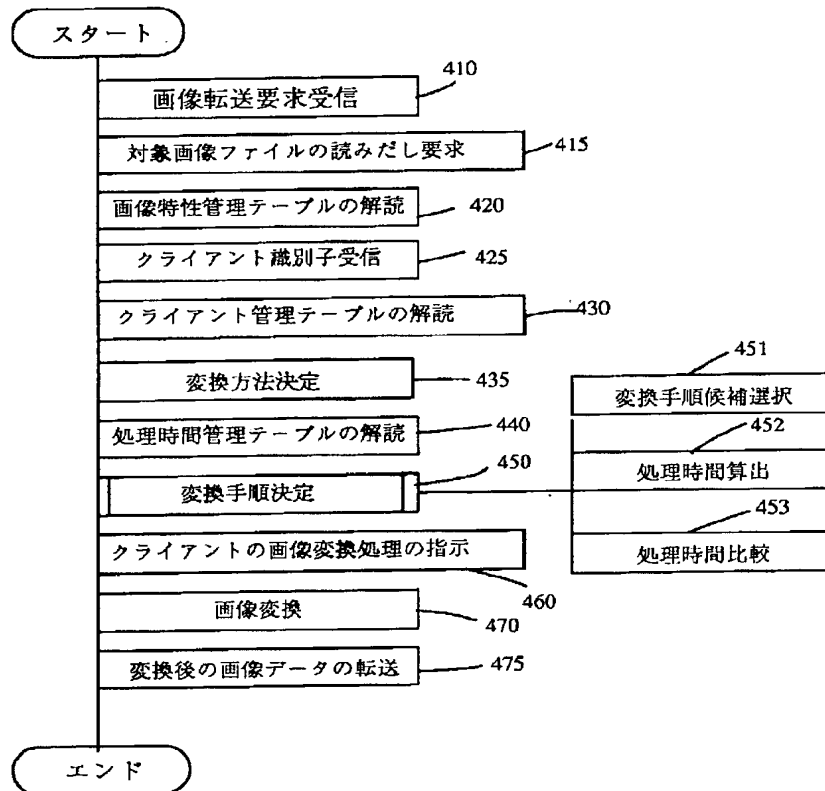 スタート
410
画像転送要求受信
対象画像ファイルの読みだし要求
415
画像特性管理テーブルの解読
420
クライアント識別子受信
425
クライアント管理テーブルの解読
430
変換方法決定
435
処理時間管理テーブルの解読
440
変換手順決定
450
451
変換手順候補選択
452
処理時間算出
453
処理時間比較
クライアントの画像変換処理の指示
460
画像変換
470
変換後の画像データの転送
475
エンド